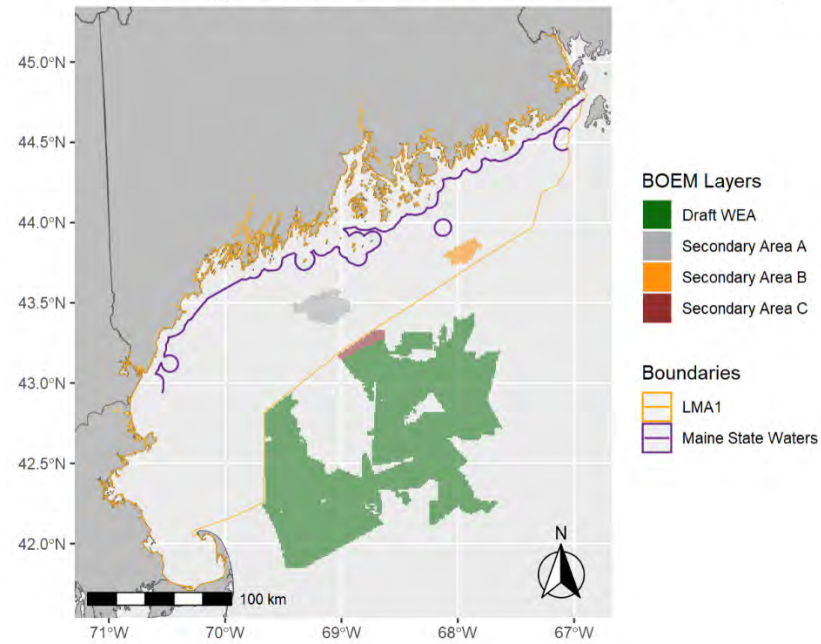 45.0°N
44.5°N
44.0°N
43.5°N
43.0°N
42.5°N
42.0°N
71°W
70°W
69°W
68°W
67°W
100 km
N
BOEM Layers
Draft WEA
Secondary Area A
Secondary Area B
Secondary Area C
Boundaries
LMA1
Maine State Waters